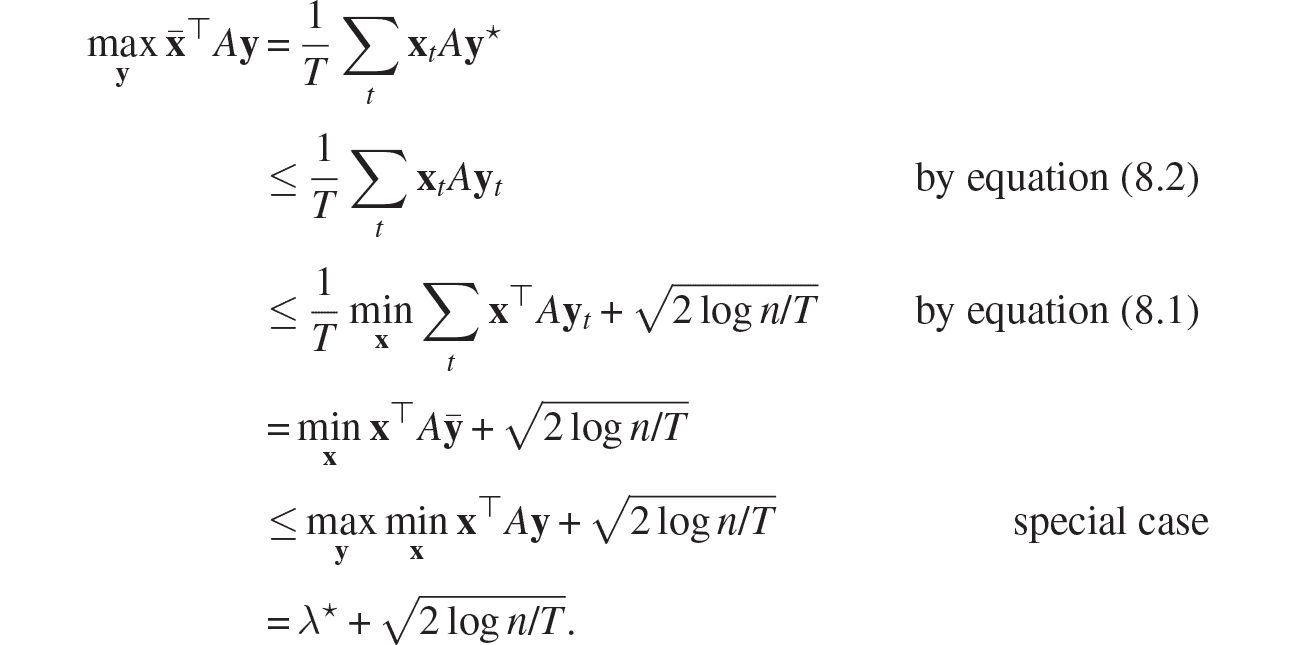 max_y x̄^⊤ A y = 1/T ∑_t x_t A y^⋆
≤ 1/T ∑_t x_t A y_t by equation (8.2)
≤ 1/T min_x ∑_t x^⊤ A y_t + √(2 log n/T) by equation (8.1)
= min_x x^⊤ A ȳ + √(2 log n/T)
≤ max_y min_x x^⊤ A y + √(2 log n/T) special case
= λ^⋆ + √(2 log n/T).